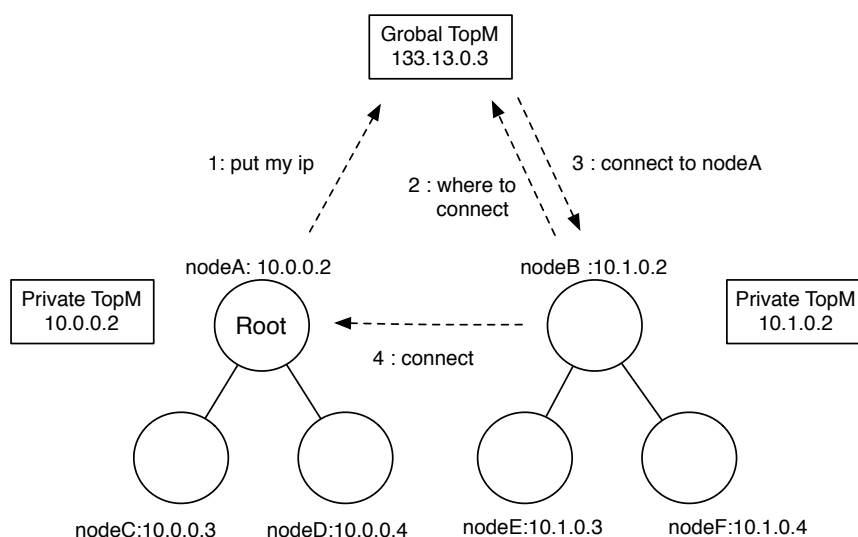 Grobal TopM
133.13.0.3
1: put my ip
2 : where to
connect
3 : connect to nodeA
nodeA: 10.0.0.2
nodeB :10.1.0.2
Private TopM
10.0.0.2
Root
Private TopM
10.1.0.2
4 : connect
nodeC:10.0.0.3
nodeD:10.0.0.4
nodeE:10.1.0.3
nodeF:10.1.0.4